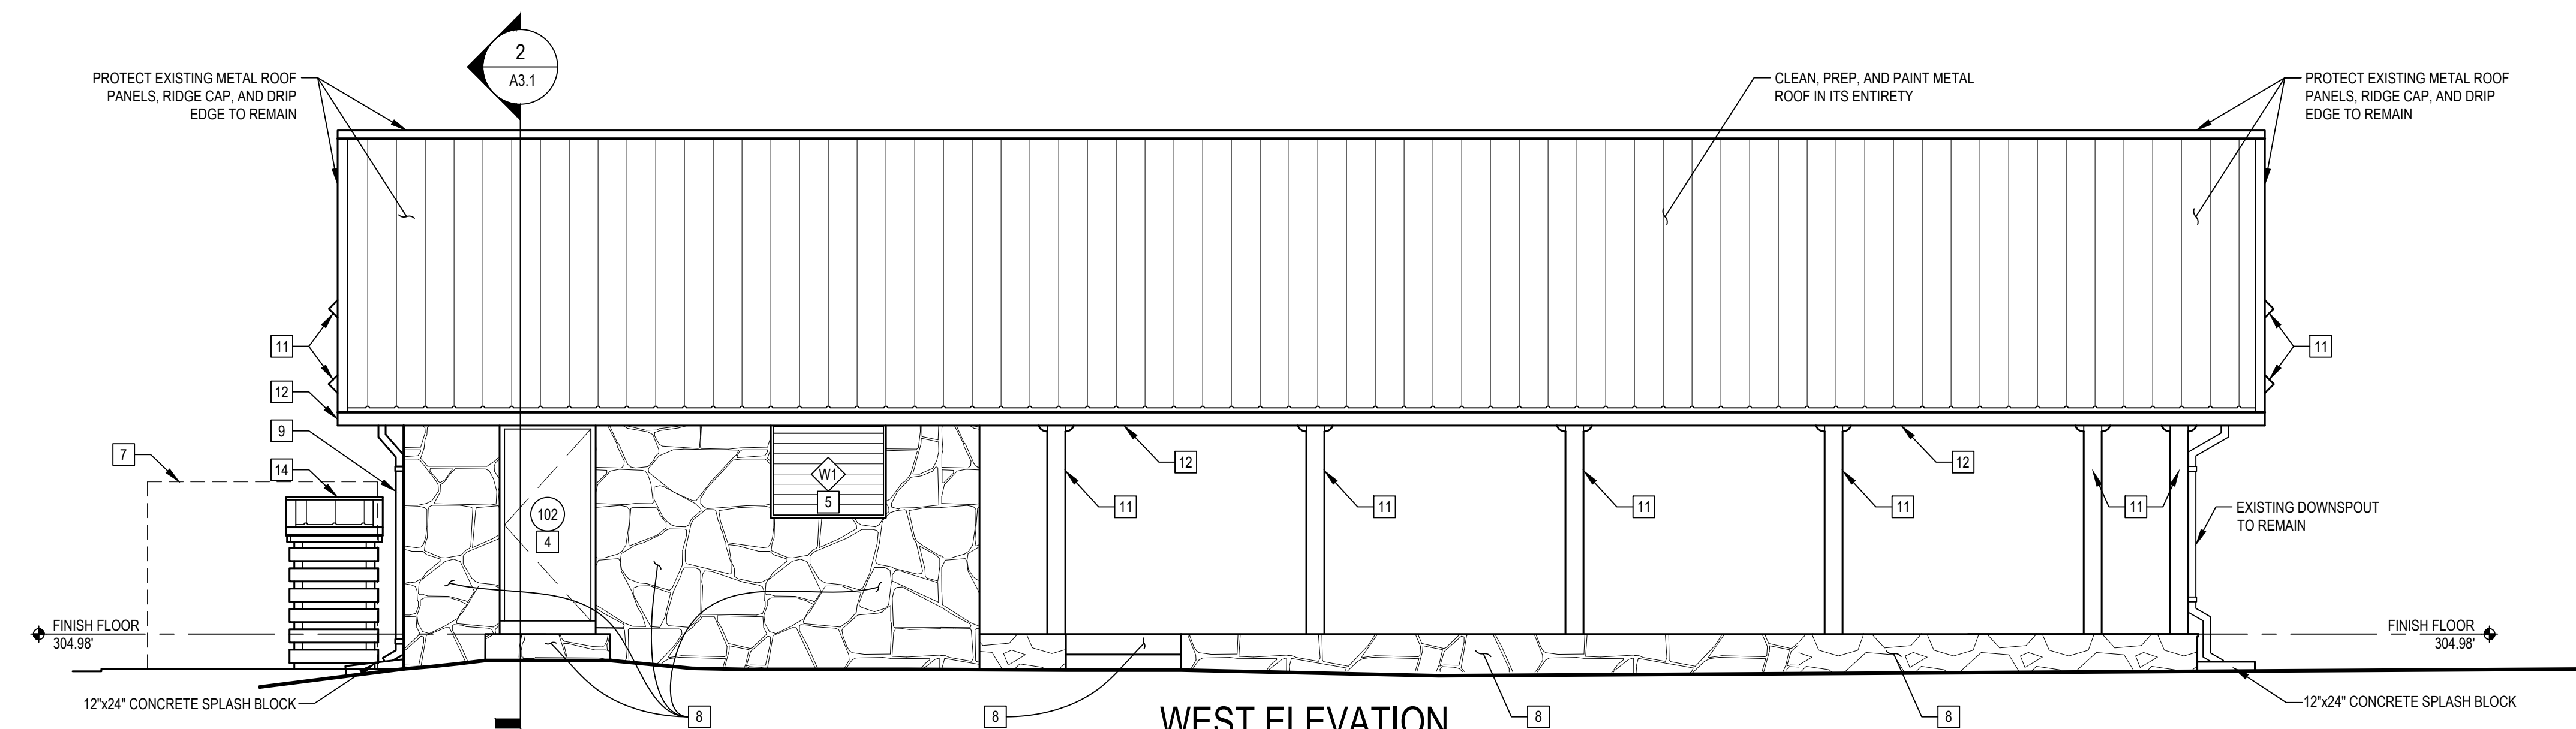 2
A3.1
PROTECT EXISTING METAL ROOF
PANELS, RIDGE CAP, AND DRIP
EDGE TO REMAIN
CLEAN, PREP, AND PAINT METAL
ROOF IN ITS ENTIRETY
PROTECT EXISTING METAL ROOF
PANELS, RIDGE CAP, AND DRIP
EDGE TO REMAIN
11
11
12
9
7
14
12
12
W1
5
11
11
11
11
11
102
4
EXISTING DOWNSPOUT
TO REMAIN
FINISH FLOOR
304.98'
FINISH FLOOR
304.98'
12"x24" CONCRETE SPLASH BLOCK
12"x24" CONCRETE SPLASH BLOCK
8
8
8
8
WEST ELEVATION